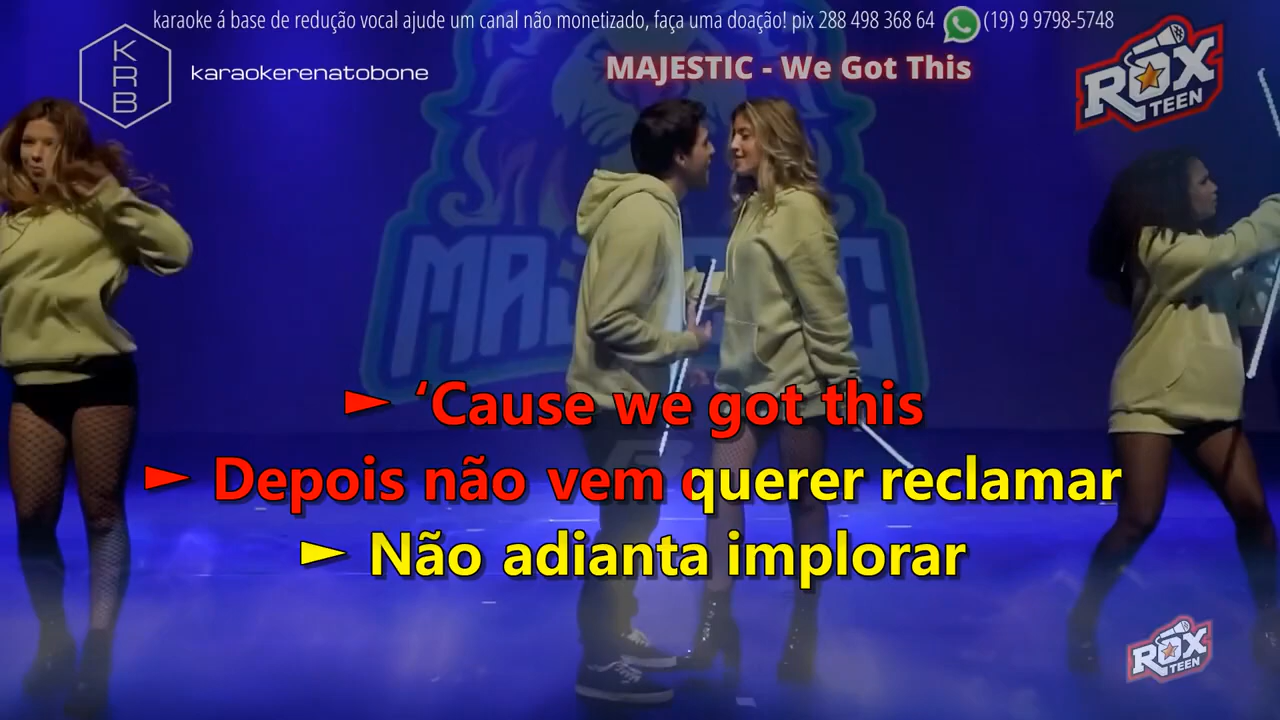 karaoke á base de redução vocal ajude um canal não monetizado, faça uma doação! pix 288 498 368 64 (19) 9 9798-5748
KRB
karaokerenatobone
MAJESTIC - We Got This
ROX
TEEN
MAJESTIC
► ‘Cause we got this
► Depois não vem querer reclamar
► Não adianta implorar
ROX
TEEN